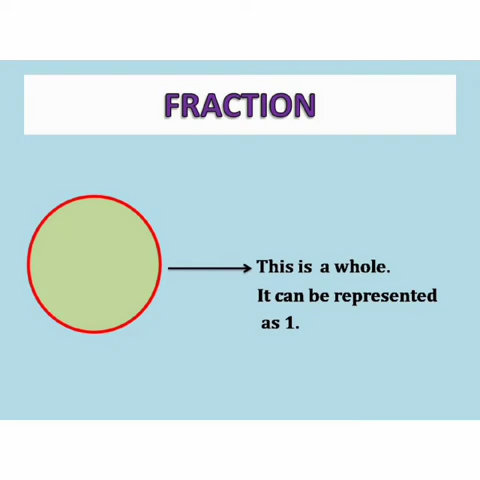 FRACTION
This is a whole.
It can be represented
as 1.